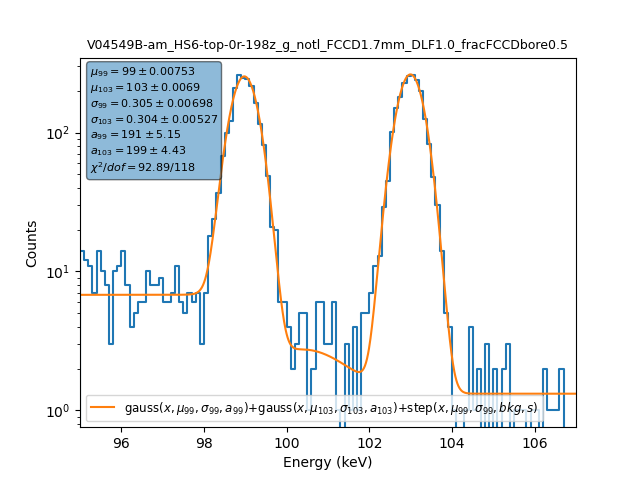 V04549B-am_HS6-top-0r-198z_g_notl_FCCD1.7mm_DLF1.0_fracFCCDbore0.5
μ₉₉ = 99 ± 0.00753
μ₁₀₃ = 103 ± 0.0069
σ₉₉ = 0.305 ± 0.00698
σ₁₀₃ = 0.304 ± 0.00527
a₉₉ = 191 ± 5.15
a₁₀₃ = 199 ± 4.43
χ²/dof = 92.89/118
10²
10¹
10⁰
Counts
gauss(x, μ₉₉, σ₉₉, a₉₉)+gauss(x, μ₁₀₃, σ₁₀₃, a₁₀₃)+step(x, μ₉₉, σ₉₉, bkg, s)
96 98 100 102 104 106
Energy (keV)